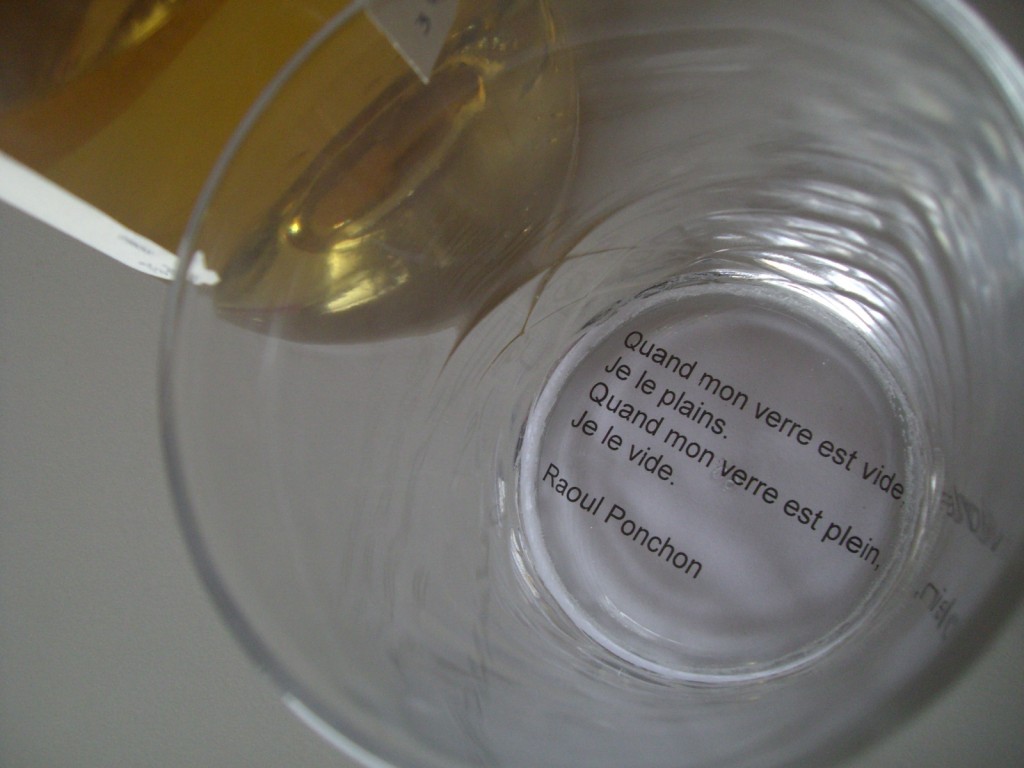 Quand mon verre est vide,
Je le plains.
Quand mon verre est plein,
Je le vide.
Raoul Ponchon